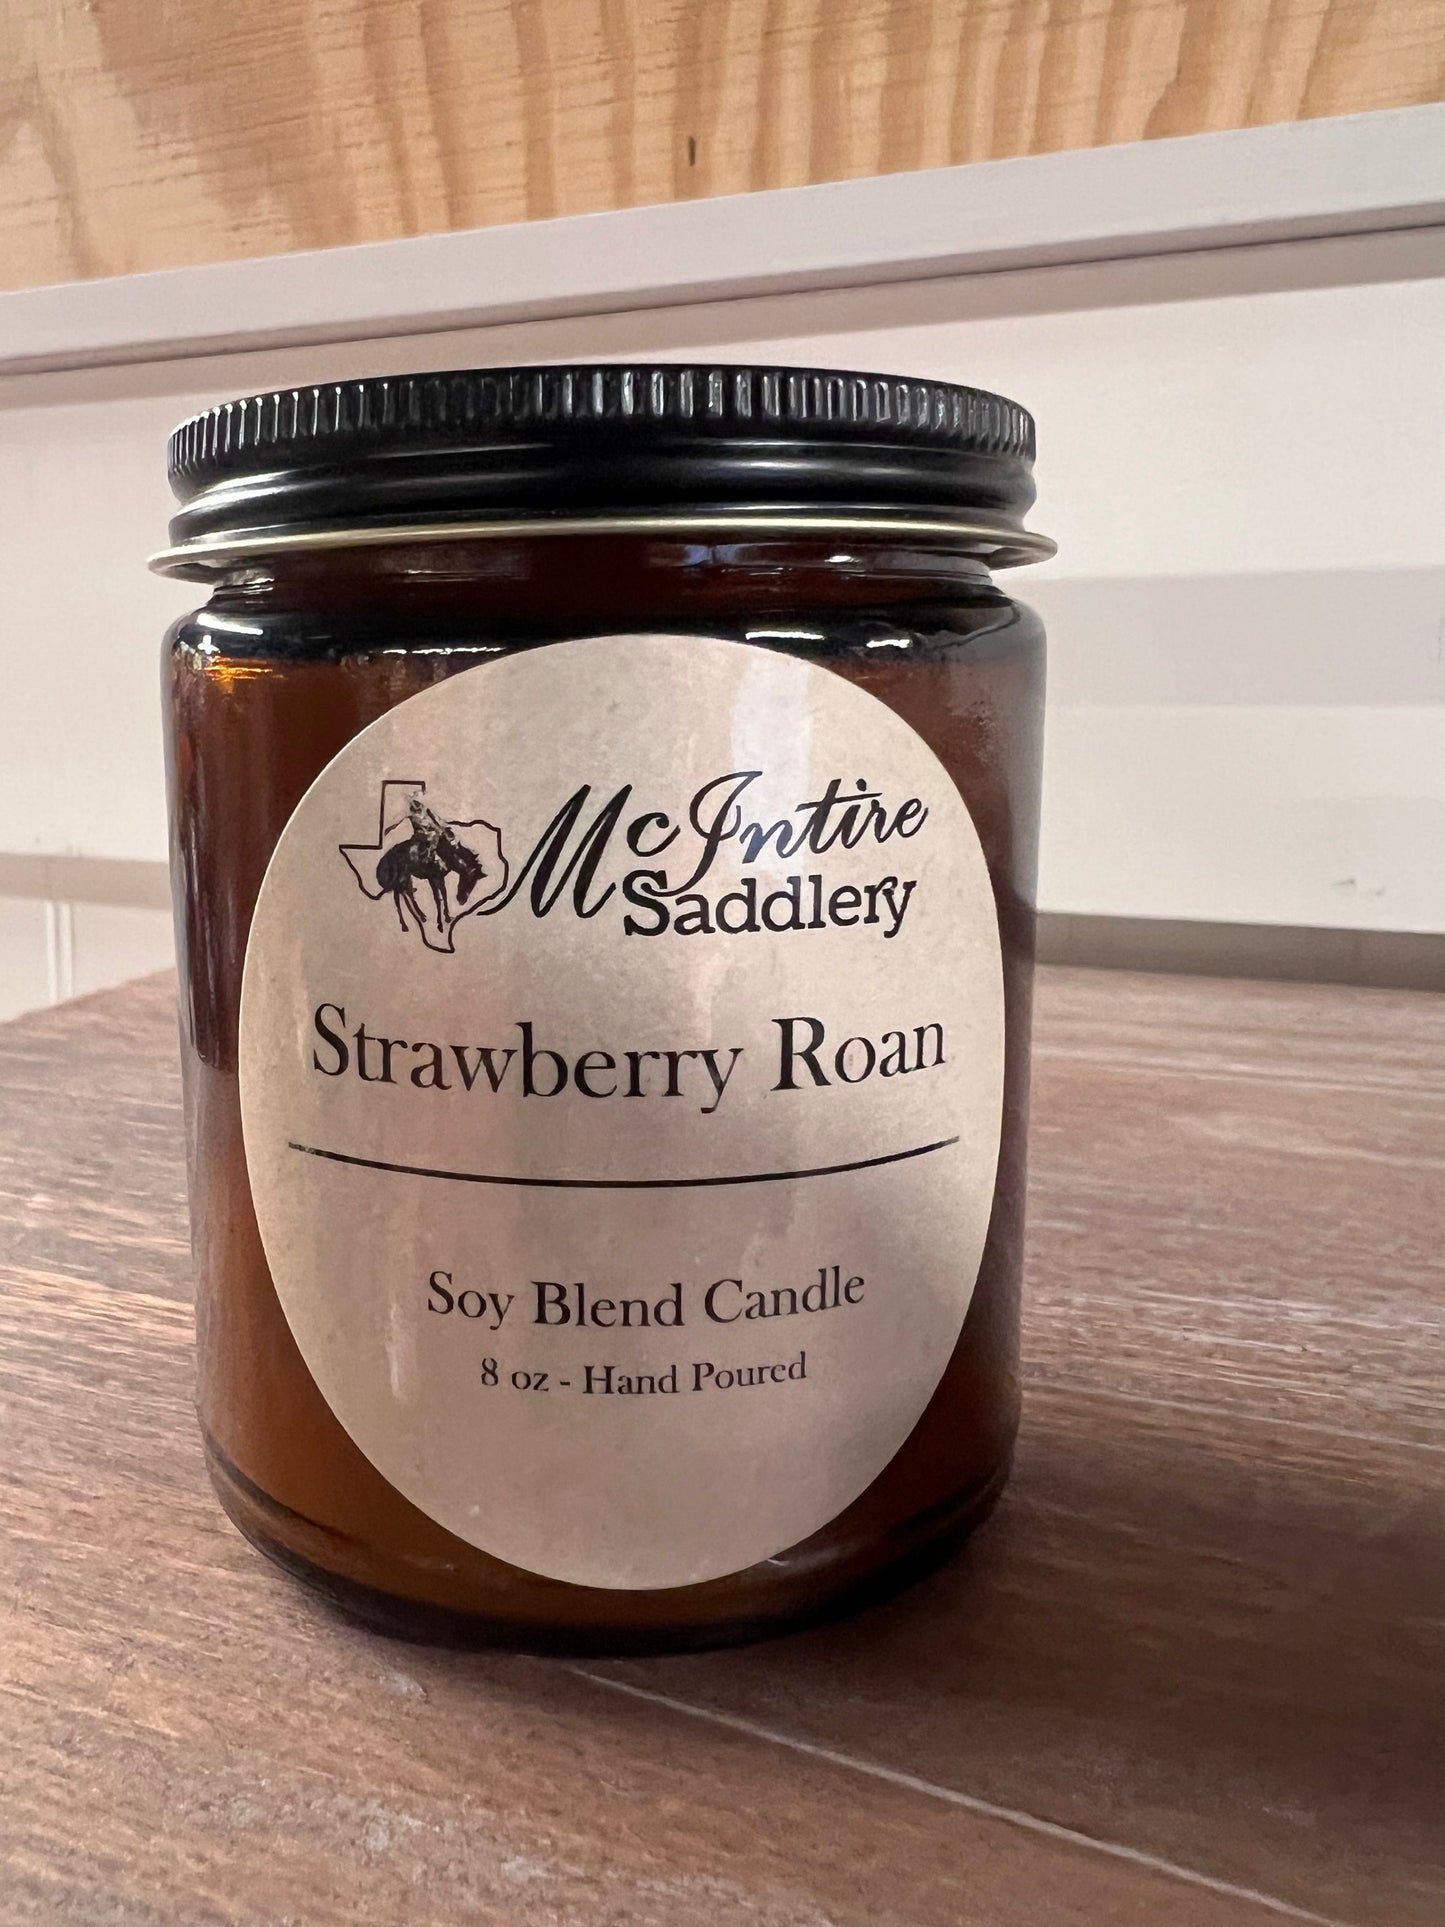 McIntire
Saddlery
Strawberry Roan
Soy Blend Candle
8 oz - Hand Poured